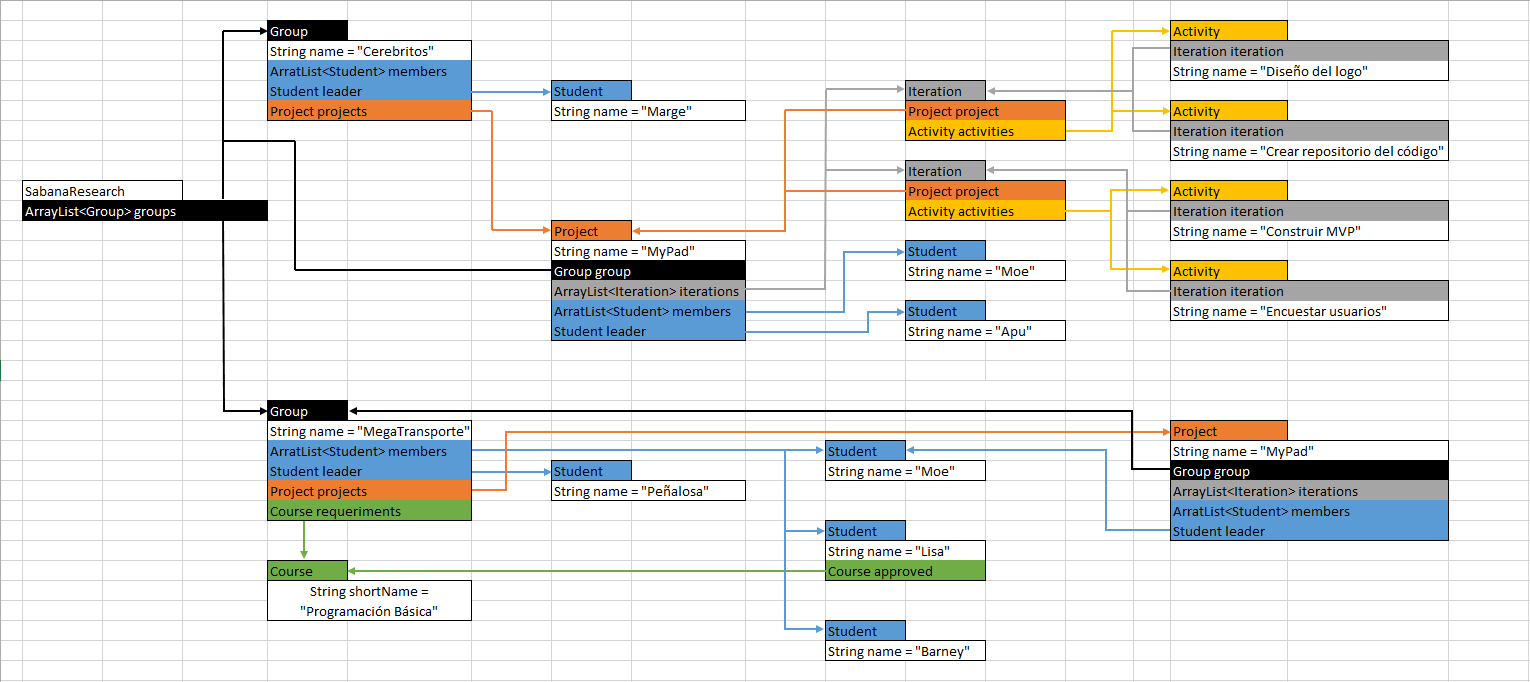 SabanaResearch
ArrayList<Group> groups
Group
String name = "Cerebritos"
ArratList<Student> members
Student leader
Project projects
Student
String name = "Marge"
Project
String name = "MyPad"
Group group
ArrayList<Iteration> iterations
ArratList<Student> members
Student leader
Iteration
Project project
Activity activities
Iteration
Project project
Activity activities
Student
String name = "Moe"
Student
String name = "Apu"
Activity
Iteration iteration
String name = "Diseño del logo"
Activity
Iteration iteration
String name = "Crear repositorio del código"
Activity
Iteration iteration
String name = "Construir MVP"
Activity
Iteration iteration
String name = "Encuestar usuarios"
Group
String name = "MegaTransporte"
ArratList<Student> members
Student leader
Project projects
Course requeriments
Course
String shortName =
"Programación Básica"
Student
String name = "Peñalosa"
Student
String name = "Moe"
Student
String name = "Lisa"
Course approved
Student
String name = "Barney"
Project
String name = "MyPad"
Group group
ArrayList<Iteration> iterations
ArratList<Student> members
Student leader